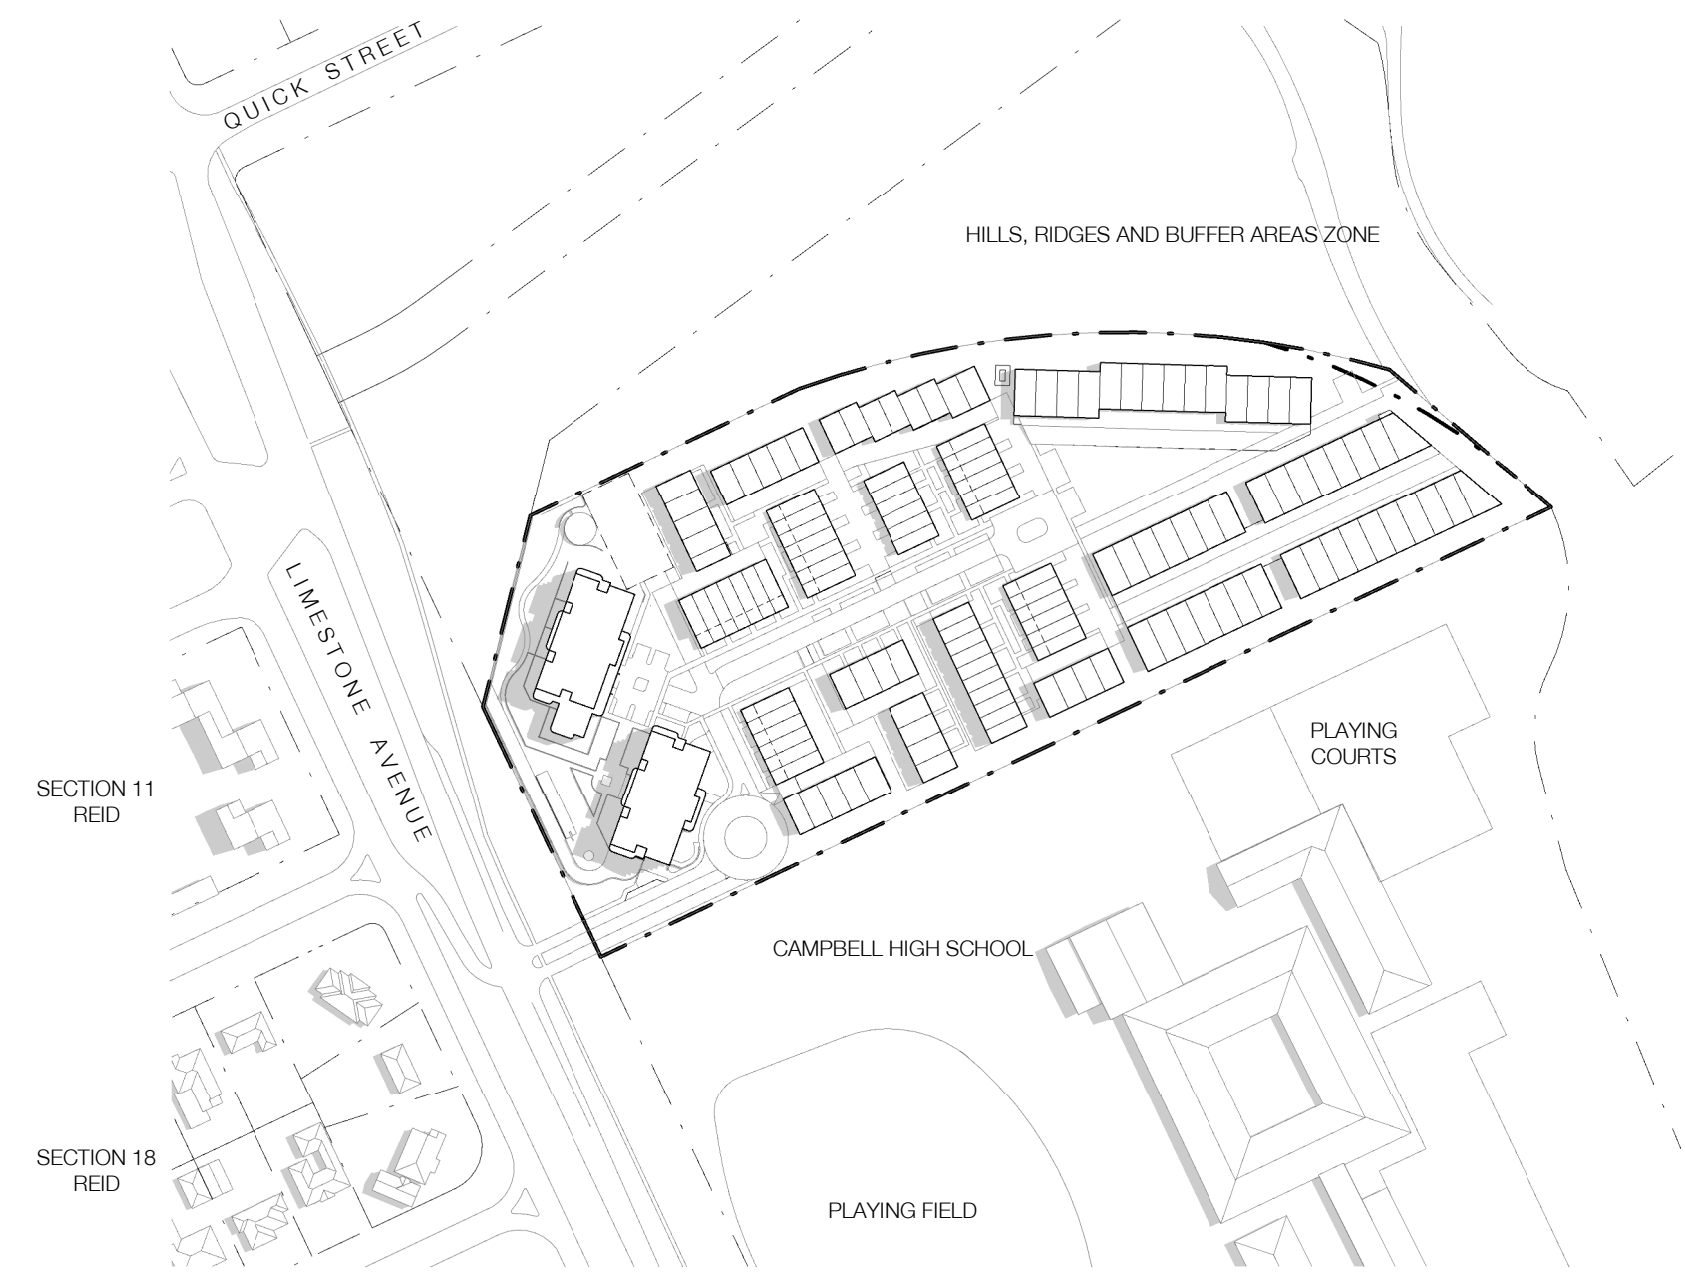 QUICK STREET
HILLS, RIDGES AND BUFFER AREAS ZONE
LIMESTONE AVENUE
PLAYING
COURTS
SECTION 11
REID
CAMPBELL HIGH SCHOOL
SECTION 18
REID
PLAYING FIELD